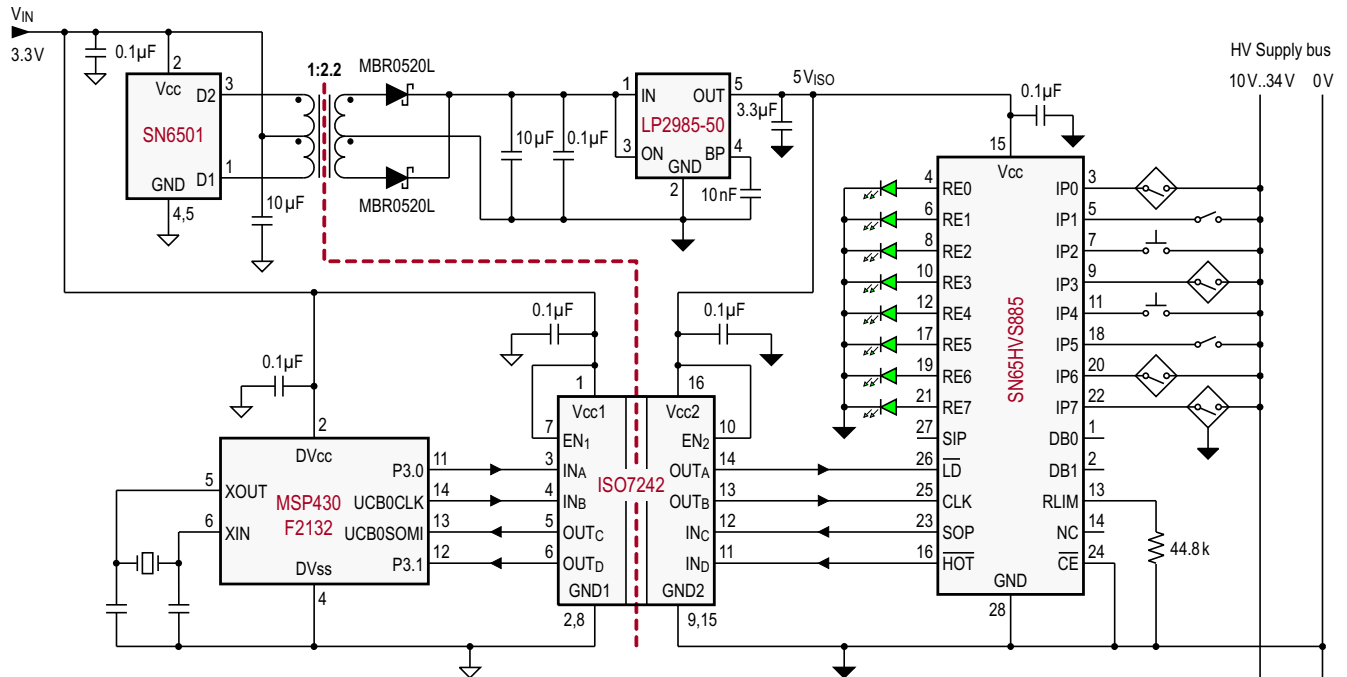 VIN
3.3V
0.1µF
2
Vcc
D2
3
SN6501
D1
1
GND
4,5
10µF
1:2.2
MBR0520L
MBR0520L
10µF
0.1µF
1
IN
OUT
5
LP2985-50
3
ON
BP
4
GND
2
10nF
5VISO
3.3µF
0.1µF
HV Supply bus
10V..34V
0V
15
Vcc
4
RE0
IP0
3
6
RE1
IP1
5
8
RE2
IP2
7
10
RE3
IP3
9
12
RE4
IP4
11
17
RE5
IP5
18
19
RE6
IP6
20
21
RE7
IP7
22
SN65HVS885
27
SIP
DB0
1
26
LD
DB1
2
25
CLK
RLIM
13
23
SOP
NC
14
16
HOT
CE
24
GND
28
44.8k
0.1µF
0.1µF
0.1µF
1
16
Vcc1
Vcc2
7
EN1
EN2
10
3
INA
OUTA
14
ISO7242
4
INB
OUTB
13
5
OUTC
INC
12
6
OUTD
IND
11
GND1
GND2
2,8
9,15
2
DVcc
5
XOUT
P3.0
11
MSP430
F2132
UCB0CLK
14
6
XIN
UCB0SOMI
13
P3.1
12
DVss
4